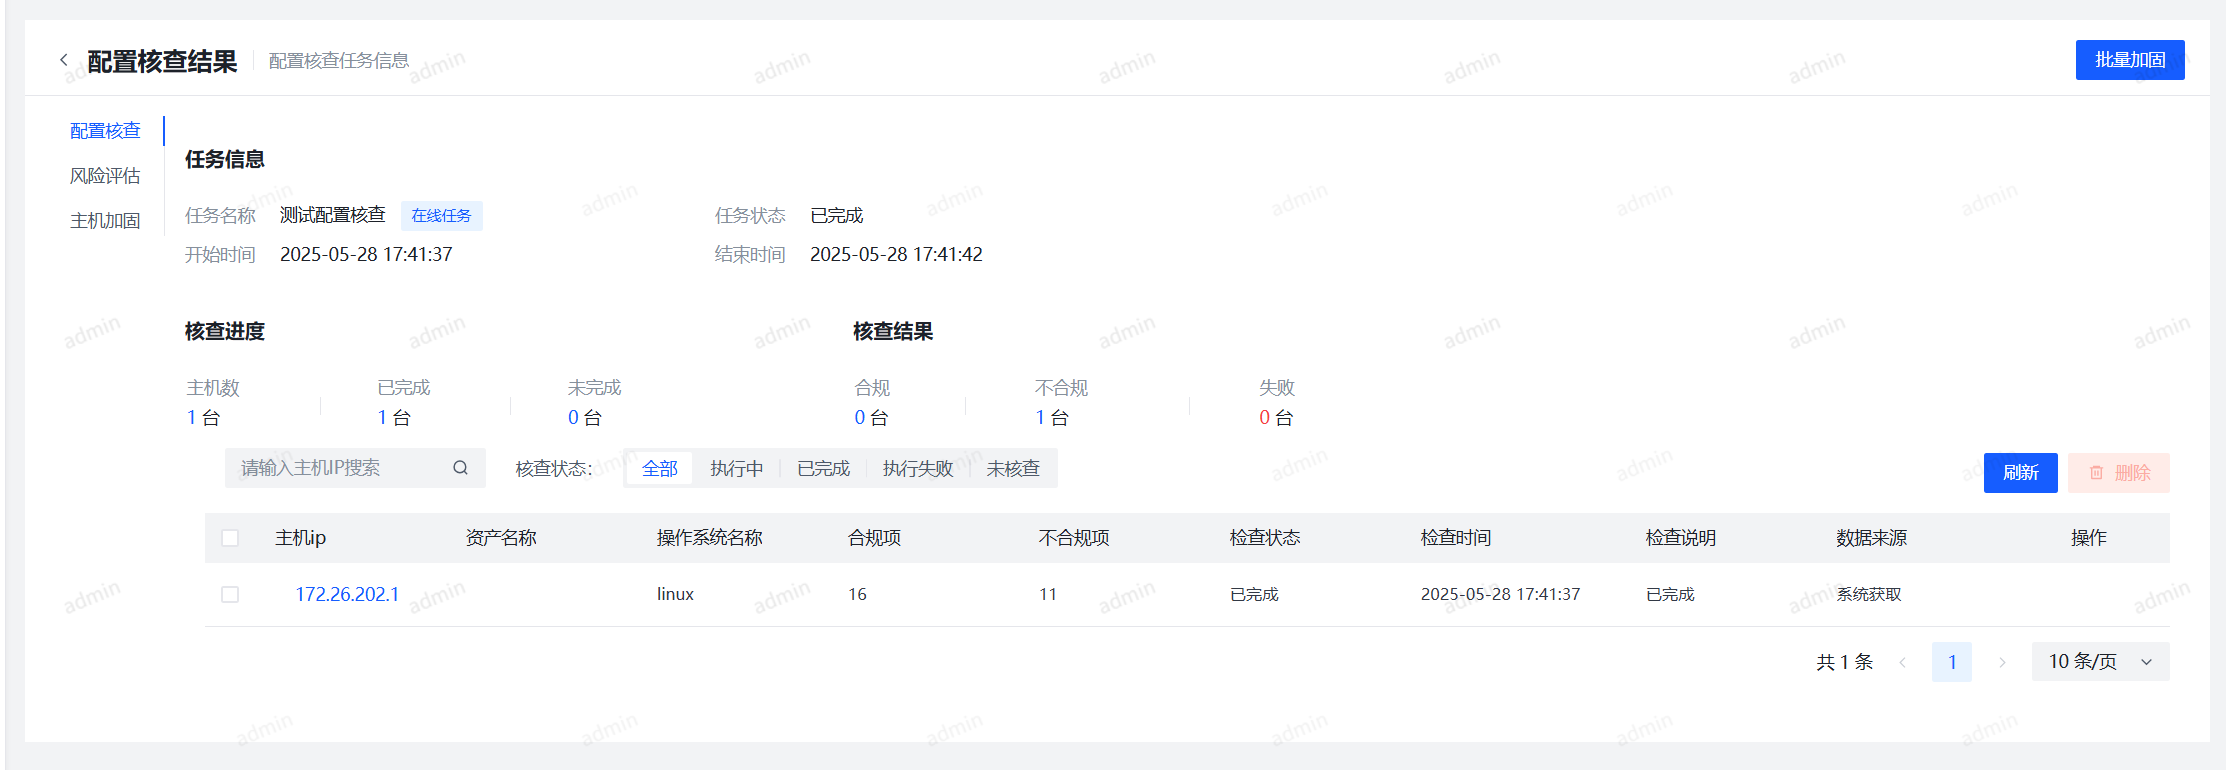 配置核查结果 配置核查任务信息 批量加固
配置核查
风险评估
主机加固
任务信息
任务名称 测试配置核查 在线任务 任务状态 已完成
开始时间 2025-05-28 17:41:37 结束时间 2025-05-28 17:41:42
核查进度 核查结果
主机数 已完成 未完成 合规 不合规 失败
1 台 1 台 0 台 0 台 1 台 0 台
请输入主机IP搜索 核查状态: 全部 执行中 已完成 执行失败 未核查 刷新 删除
主机ip 资产名称 操作系统名称 合规项 不合规项 检查状态 检查时间 检查说明 数据来源 操作
172.26.202.1 linux 16 11 已完成 2025-05-28 17:41:37 已完成 系统获取
共 1 条 1 10 条/页
admin